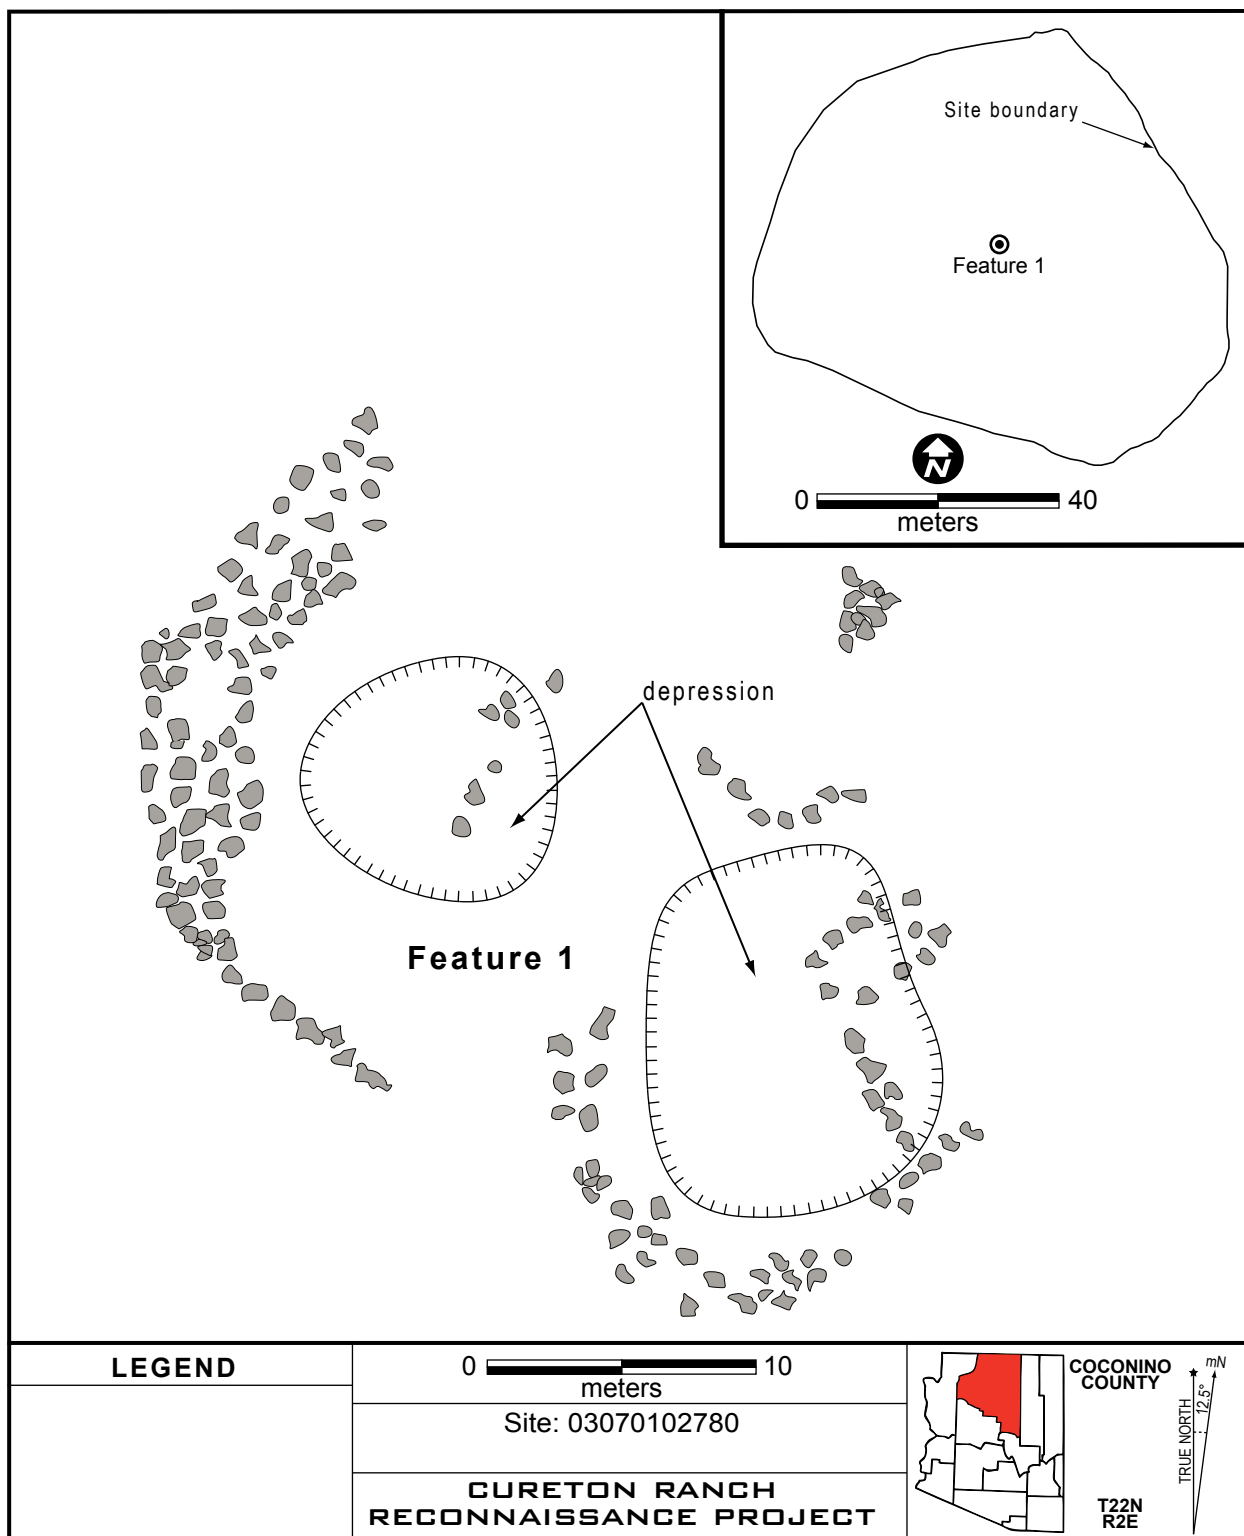 Site boundary
Feature 1
N
0 40
meters
depression
Feature 1
LEGEND
0 10
meters
Site: 03070102780
CURETON RANCH
RECONNAISSANCE PROJECT
COCONINO
COUNTY
T22N
R2E
mN
12.5°
TRUE NORTH